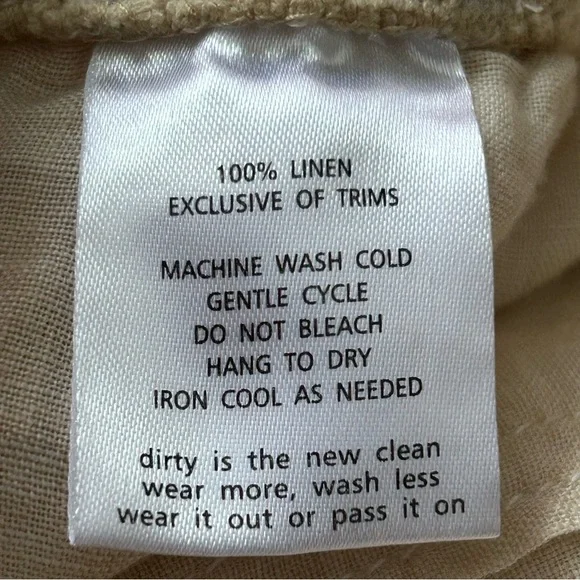 100% LINEN
EXCLUSIVE OF TRIMS
MACHINE WASH COLD
GENTLE CYCLE
DO NOT BLEACH
HANG TO DRY
IRON COOL AS NEEDED
dirty is the new clean
wear more, wash less
wear it out or pass it on